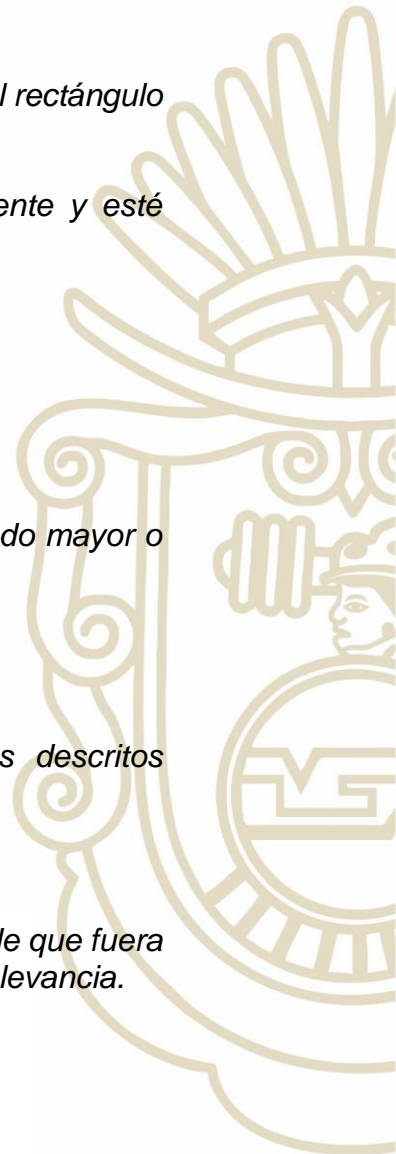 l rectángulo
ente y esté
do mayor o
s descritos
le que fuera
levancia.